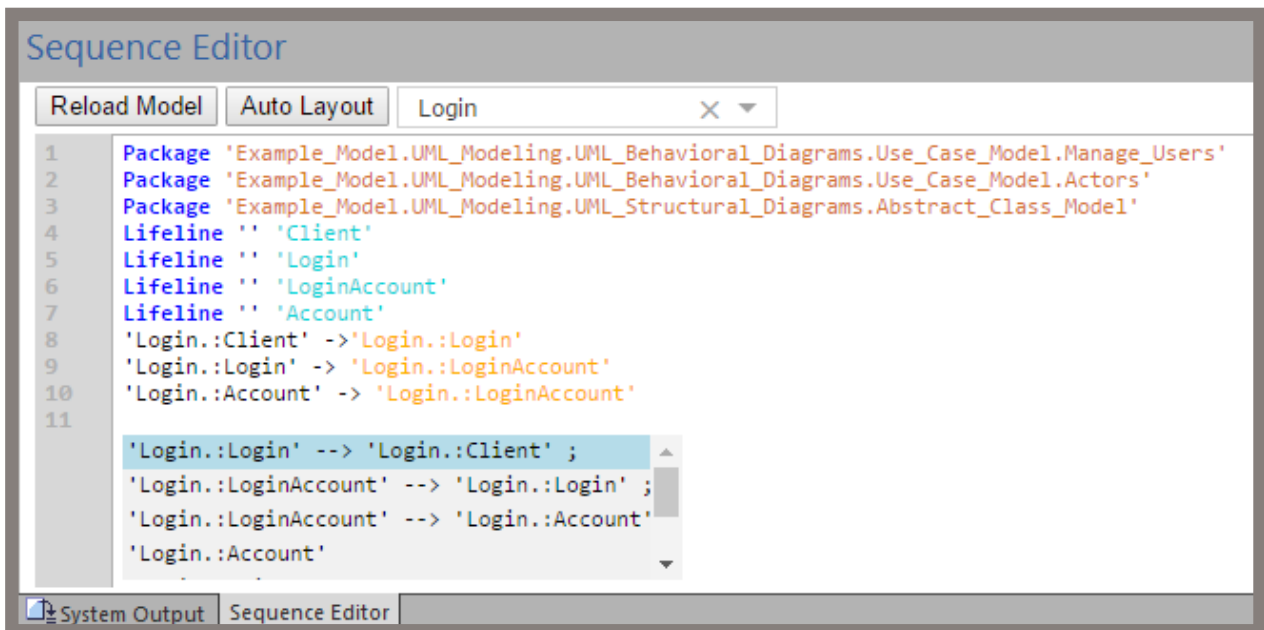 Sequence Editor
Reload Model Auto Layout Login
1 Package 'Example_Model.UML_Modeling.UML_Behavioral_Diagrams.Use_Case_Model.Manage_Users'
2 Package 'Example_Model.UML_Modeling.UML_Behavioral_Diagrams.Use_Case_Model.Actors'
3 Package 'Example_Model.UML_Modeling.UML_Structural_Diagrams.Abstract_Class_Model'
4 Lifeline '' 'Client'
5 Lifeline '' 'Login'
6 Lifeline '' 'LoginAccount'
7 Lifeline '' 'Account'
8 'Login.:Client' ->'Login.:Login'
9 'Login.:Login' -> 'Login.:LoginAccount'
10 'Login.:Account' -> 'Login.:LoginAccount'
11
'Login.:Login' --> 'Login.:Client' ;
'Login.:LoginAccount' --> 'Login.:Login' ;
'Login.:LoginAccount' --> 'Login.:Account'
'Login.:Account'
System Output Sequence Editor